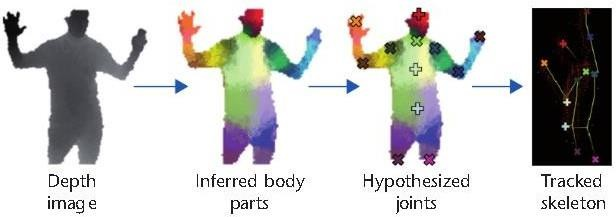 Depth
image
Inferred body
parts
Hypothesized
joints
Tracked
skeleton